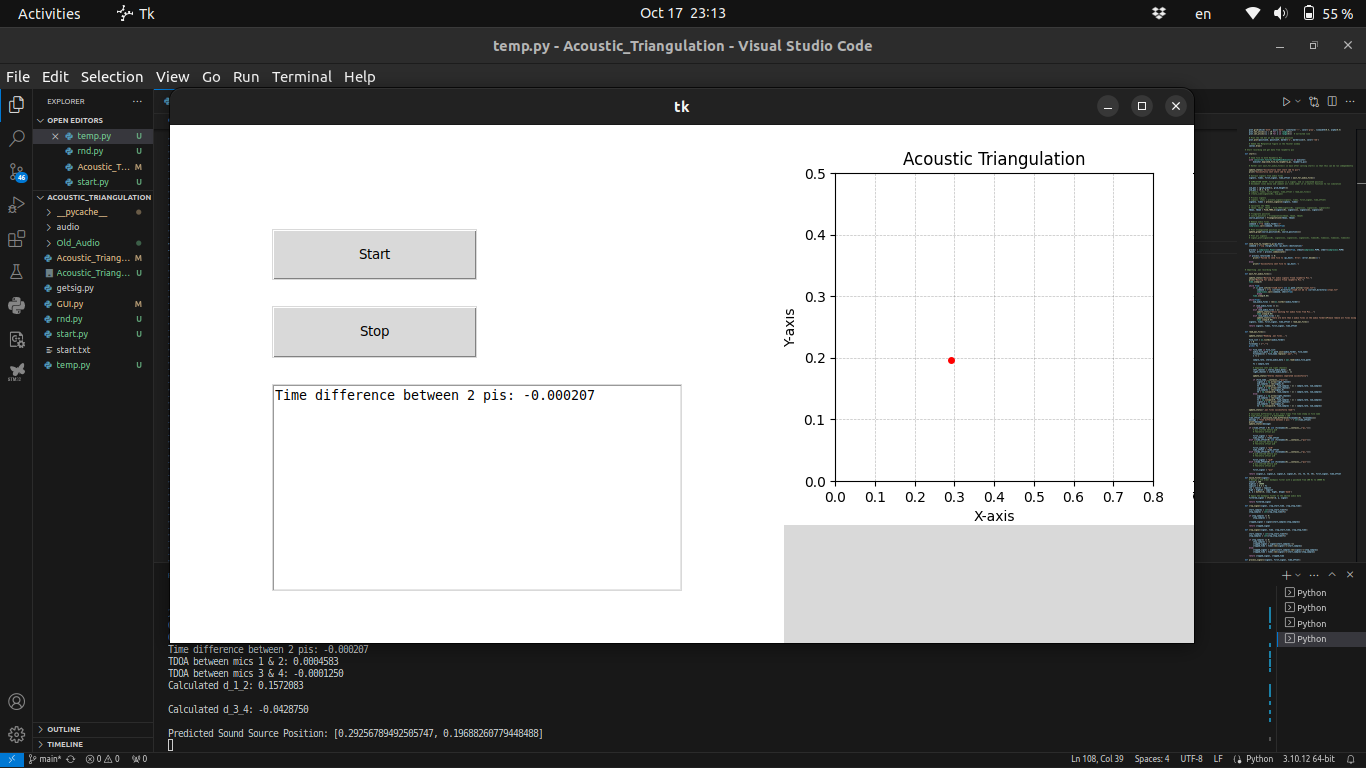 Activities
Tk
Oct 17 23:13
en
55 %
temp.py - Acoustic_Triangulation - Visual Studio Code
File Edit Selection View Go Run Terminal Help
EXPLORER
OPEN EDITORS
temp.py U
rnd.py U
Acoustic_T... M
start.py U
ACOUSTIC_TRIANGULATION
__pycache__
audio
Old_Audio
Acoustic_Triang... M
Acoustic_Triang... U
getsig.py
GUI.py M
rnd.py U
start.py U
start.txt
temp.py U
46
OUTLINE
TIMELINE
tk
Start
Stop
Time difference between 2 pis: -0.000207
Acoustic Triangulation
Y-axis
0.5
0.4
0.3
0.2
0.1
0.0
0.0 0.1 0.2 0.3 0.4 0.5 0.6 0.7 0.8
X-axis
Time difference between 2 pis: -0.000207
TDOA between mics 1 & 2: 0.0004583
TDOA between mics 3 & 4: -0.0001250
Calculated d_1_2: 0.1572083
Calculated d_3_4: -0.0428750
Predicted Sound Source Position: [0.29256789492505747, 0.19688260779448488]
Python
Python
Python
Python
main* 0 0 0
Ln 108, Col 39 Spaces: 4 UTF-8 LF Python 3.10.12 64-bit